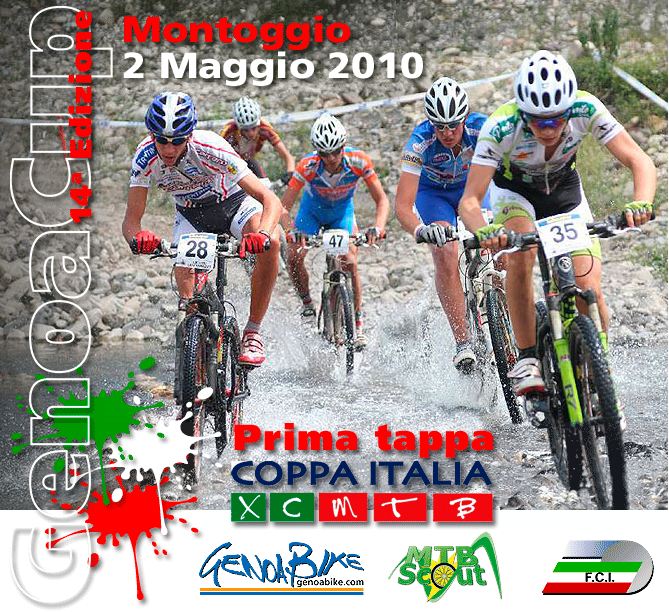 GenoaCup
14ª Edizione
Montoggio
2 Maggio 2010
28
47
35
Prima tappa
COPPA ITALIA
XCMTB
GENOABIKE
genoabike.com
MTB
Scout
F.C.I.